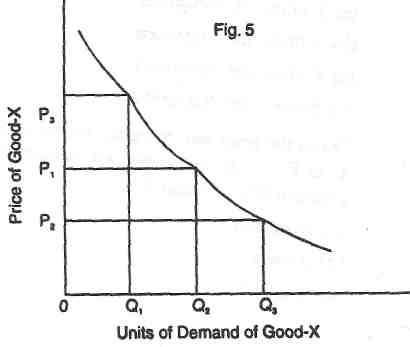 Fig. 5
Price of Good-X
P₃
P₁
P₂
0 Q₁ Q₂ Q₃
Units of Demand of Good-X